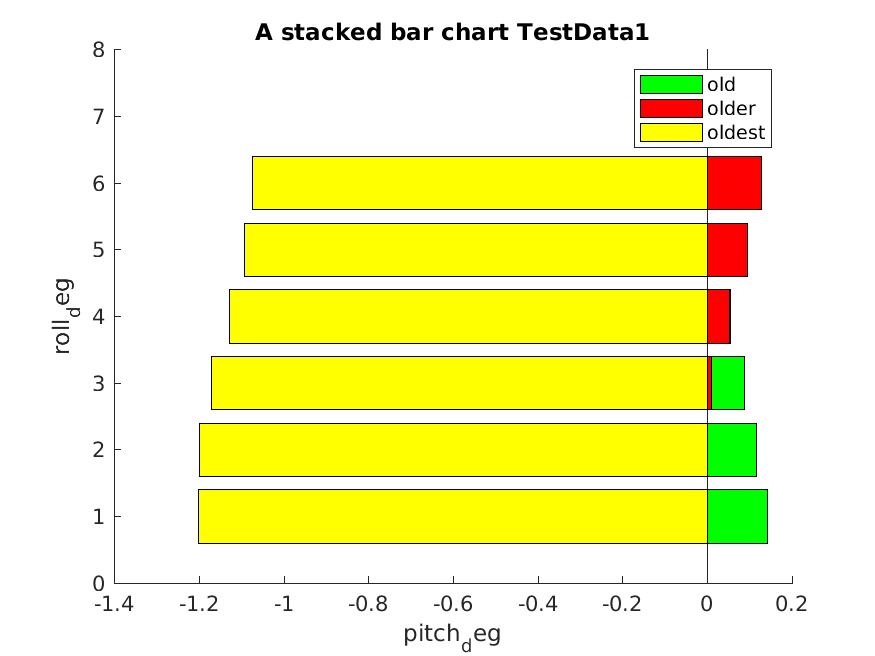 A stacked bar chart TestData1
8
7
6
5
4
3
2
1
0
roll_deg
old
older
oldest
-1.4 -1.2 -1 -0.8 -0.6 -0.4 -0.2 0 0.2
pitch_deg